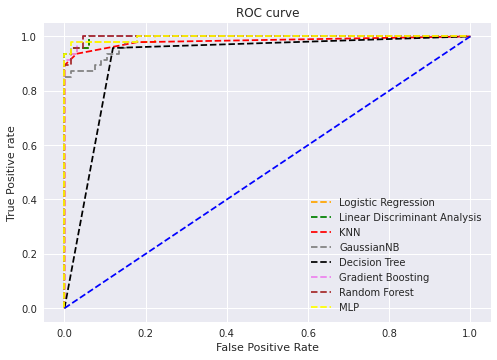 ROC curve
True Positive rate
1.0
0.8
0.6
0.4
0.2
0.0
Logistic Regression
Linear Discriminant Analysis
KNN
GaussianNB
Decision Tree
Gradient Boosting
Random Forest
MLP
0.0 0.2 0.4 0.6 0.8 1.0
False Positive Rate